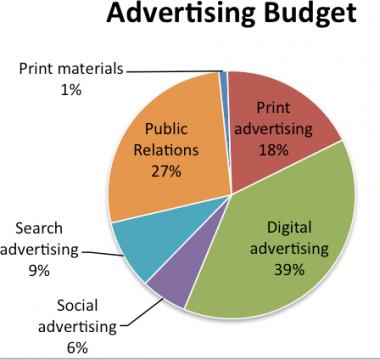 Advertising Budget
Print materials
1%
Print
advertising
18%
Public
Relations
27%
Digital
advertising
39%
Search
advertising
9%
Social
advertising
6%